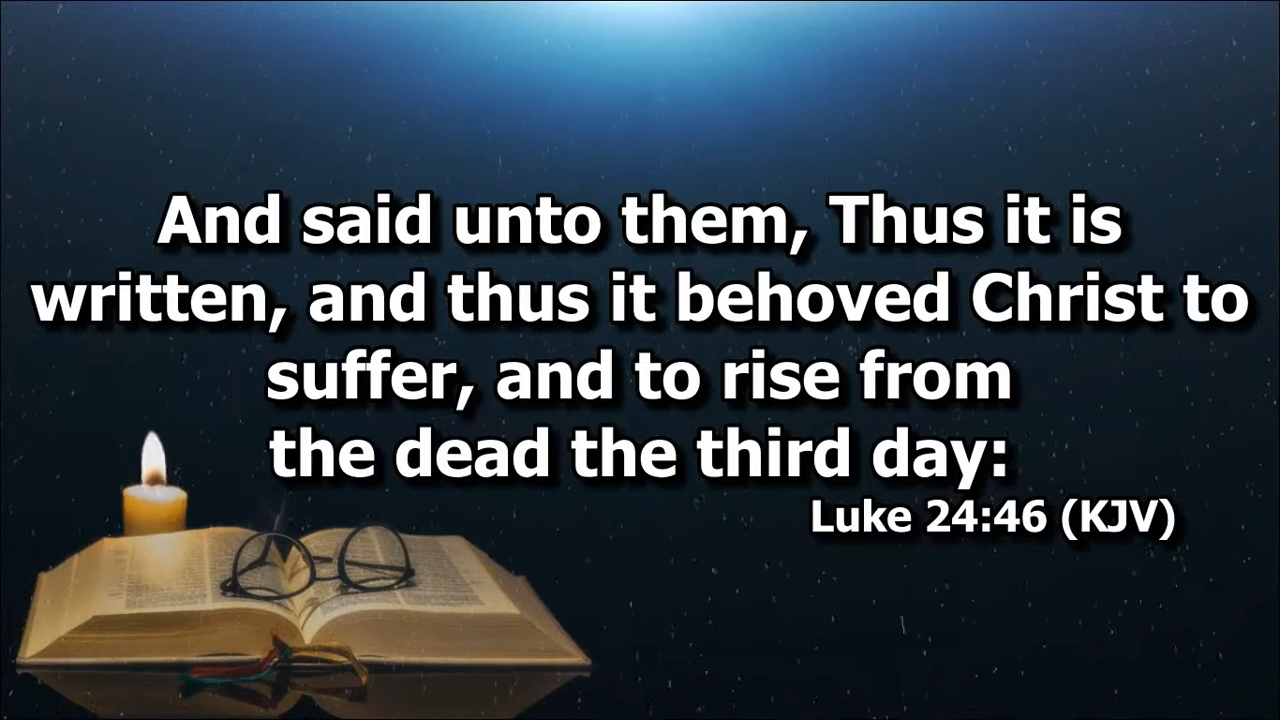 And said unto them, Thus it is
written, and thus it behoved Christ to
suffer, and to rise from
the dead the third day:
Luke 24:46 (KJV)